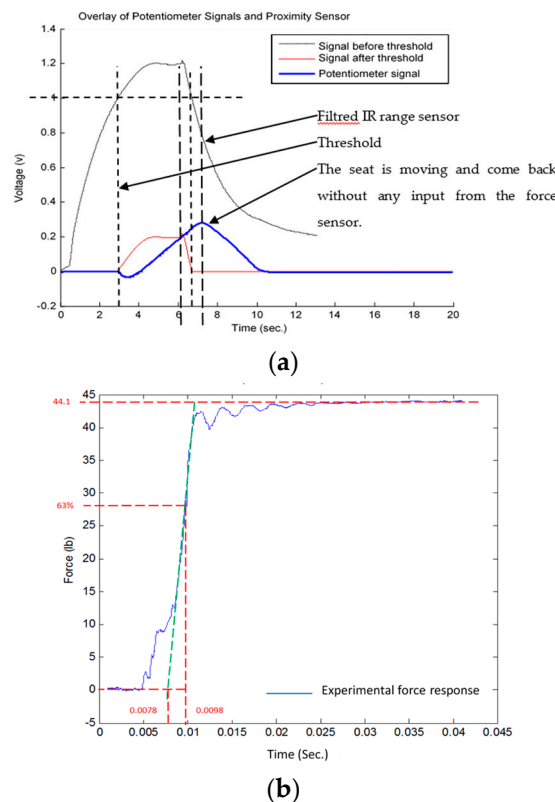 Overlay of Potentiometer Signals and Proximity Sensor
Signal before threshold
Signal after threshold
Potentiometer signal
1.4
1.2
1
0.8
0.6
0.4
0.2
0
-0.2
Voltage (v)
Filtred IR range sensor
Threshold
The seat is moving and come back
without any input from the force
sensor.
0 2 4 6 8 10 12 14 16 18 20
Time (sec.)
(a)
45
44.1
40
35
30
63%
25
20
15
10
5
0
-5
Force (lb)
0.0078 0.0098
Experimental force response
0 0.005 0.01 0.015 0.02 0.025 0.03 0.035 0.04 0.045
Time (Sec.)
(b)